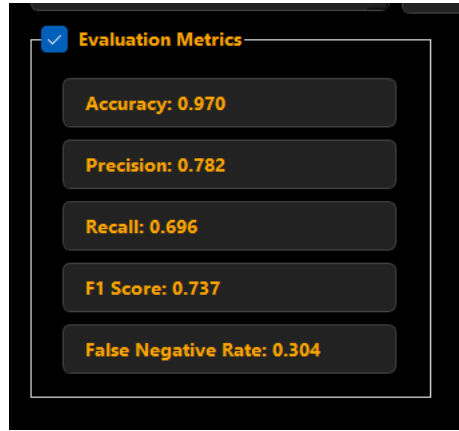 Evaluation Metrics
Accuracy: 0.970
Precision: 0.782
Recall: 0.696
F1 Score: 0.737
False Negative Rate: 0.304